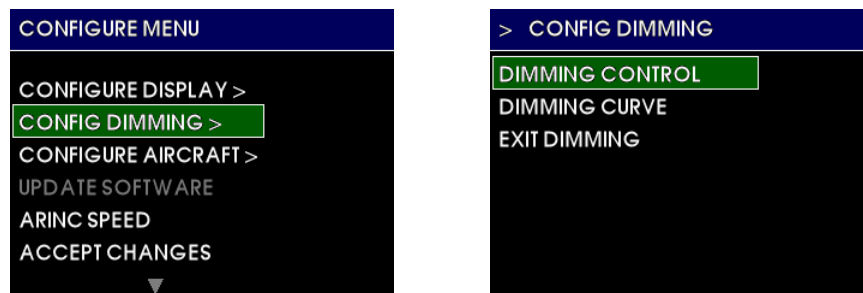 CONFIGURE MENU
CONFIGURE DISPLAY >
CONFIG DIMMING >
CONFIGURE AIRCRAFT >
UPDATE SOFTWARE
ARINC SPEED
ACCEPT CHANGES
> CONFIG DIMMING
DIMMING CONTROL
DIMMING CURVE
EXIT DIMMING